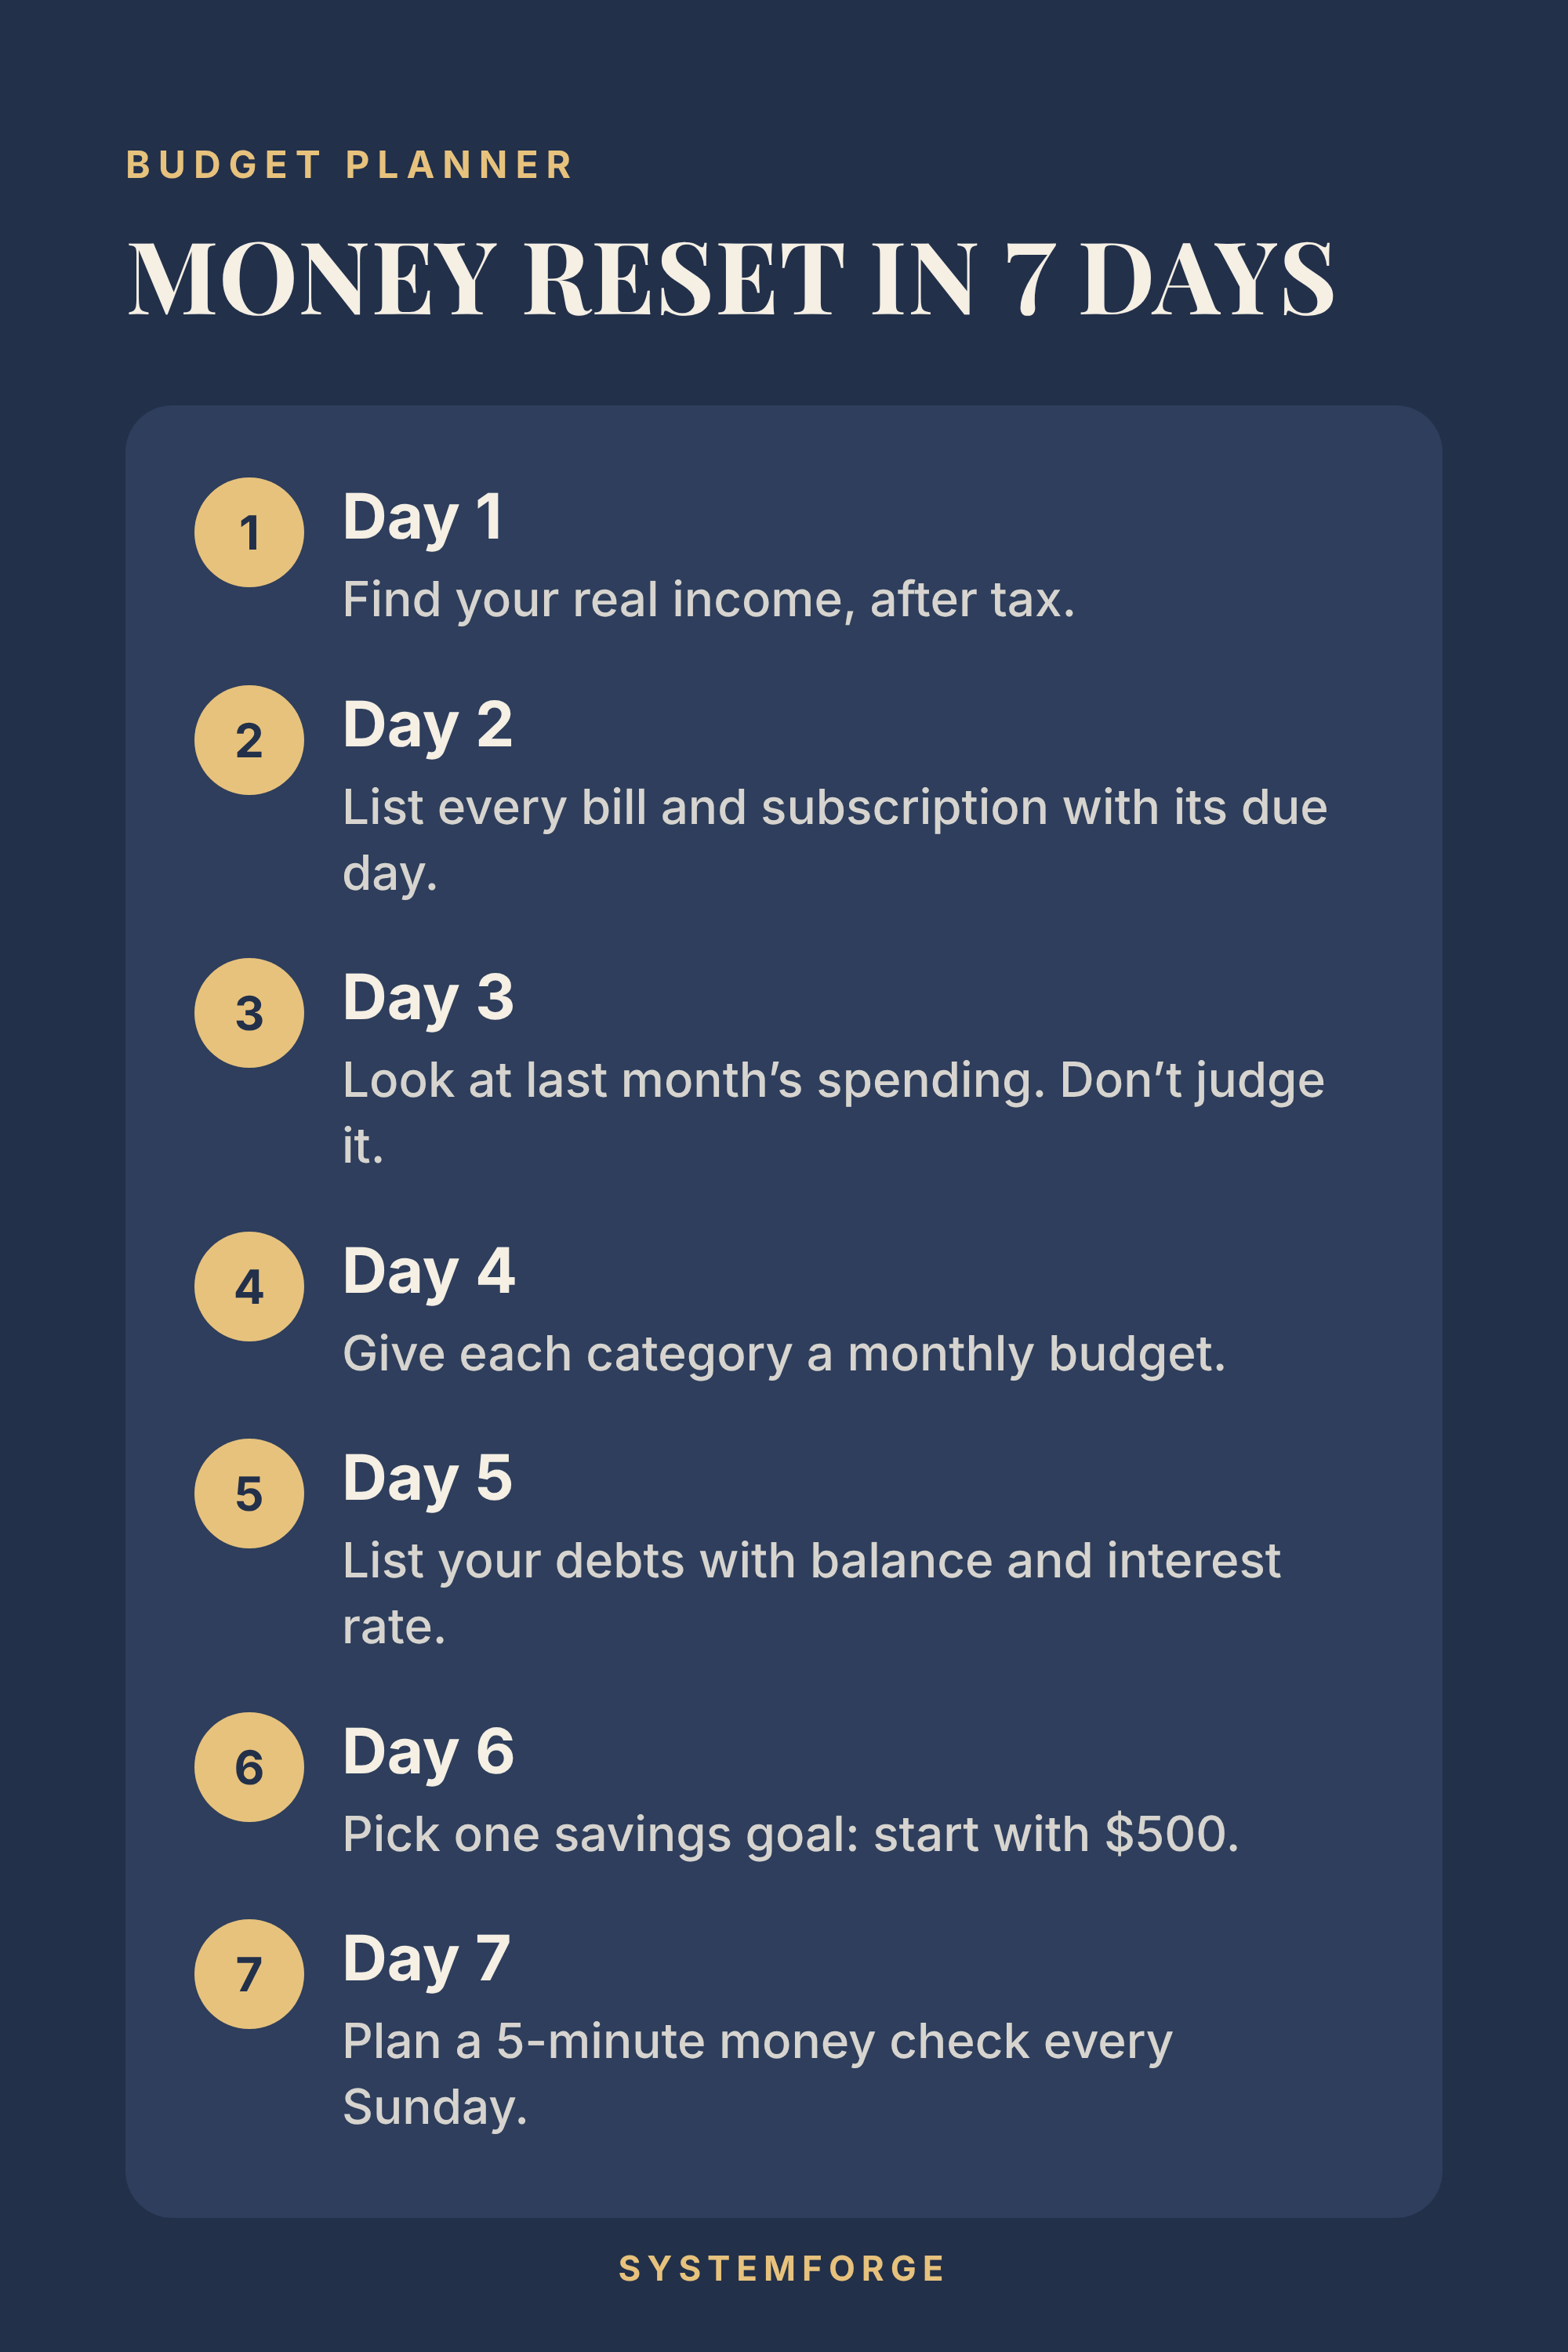 BUDGET PLANNER
MONEY RESET IN 7 DAYS
1
Day 1
Find your real income, after tax.
2
Day 2
List every bill and subscription with its due
day.
3
Day 3
Look at last month’s spending. Don’t judge
it.
4
Day 4
Give each category a monthly budget.
5
Day 5
List your debts with balance and interest
rate.
6
Day 6
Pick one savings goal: start with $500.
7
Day 7
Plan a 5-minute money check every
Sunday.
SYSTEMFORGE